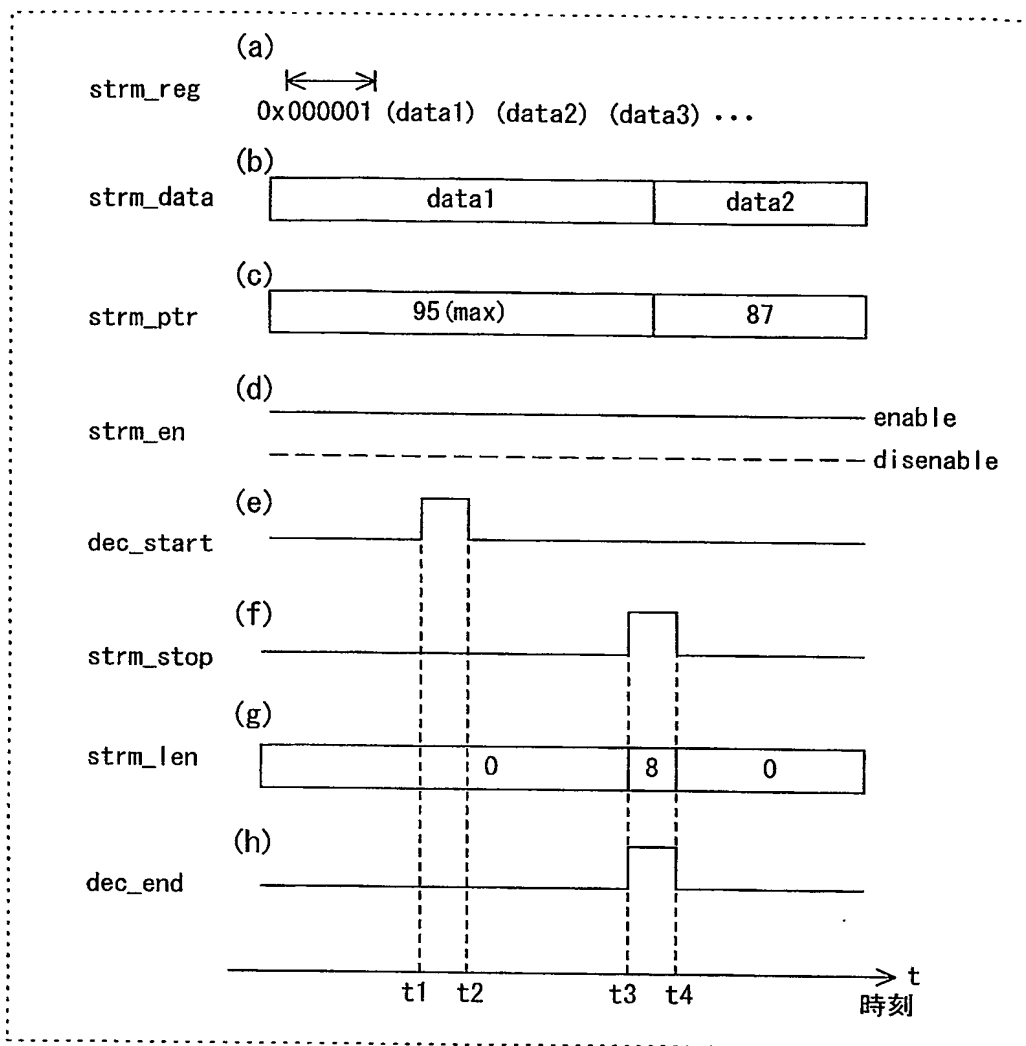 (a)
strm_reg
0x000001 (data1) (data2) (data3) ･･･
(b)
strm_data data1 data2
(c)
strm_ptr 95(max) 87
(d)
enable
strm_en
disenable
(e)
dec_start
(f)
strm_stop
(g)
strm_len 0 8 0
(h)
dec_end
t
t1 t2 t3 t4
時刻